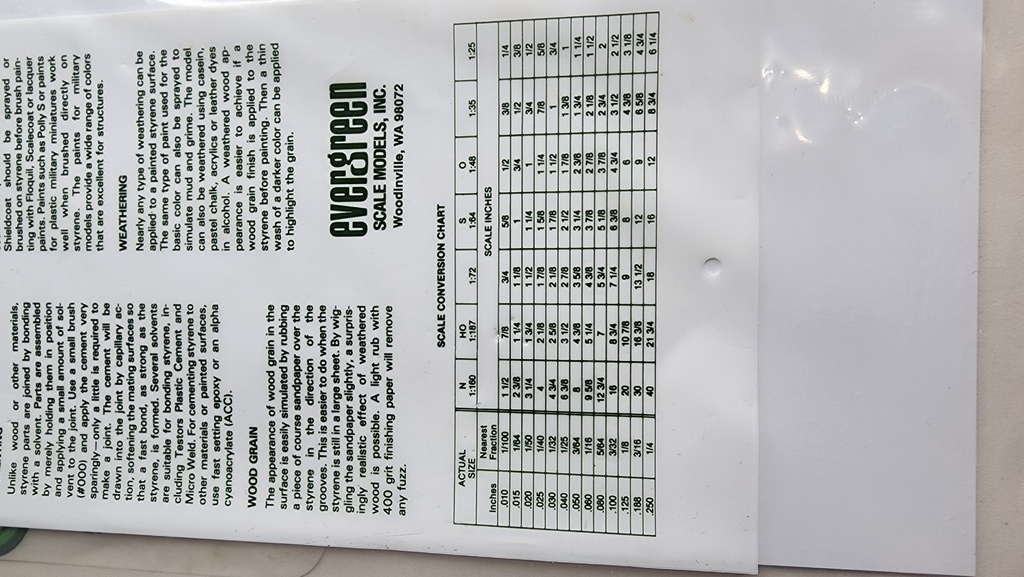 Unlike wood or other materials,
styrene parts are joined by bonding
with a solvent. Parts are assembled
by merely holding them in position
and applying a small amount of sol-
vent to the joint. Use a small brush
(#000) and apply the cement very
sparingly—only a little is required to
make a joint. The cement will be
drawn into the joint by capillary ac-
tion, softening the mating surfaces so
that a fast bond, as strong as the
styrene, is formed. Several solvents
are suitable for bonding styrene, in-
cluding Testors Plastic Cement and
Micro Weld. For cementing styrene to
other materials or painted surfaces,
use fast setting epoxy or an alpha
cyanoacrylate (ACC).
WOOD GRAIN
The appearance of wood grain in the
surface is easily simulated by rubbing
a piece of course sandpaper over the
styrene in the direction of the
grooves. This is easier to do when the
styrene is still in a large sheet. By wig-
gling the sandpaper slightly, a surpris-
ingly realistic effect of weathered
wood is possible. A light rub with
400 grit finishing paper will remove
any fuzz.
Shieldcoat should be sprayed or
brushed on styrene before brush pain-
ting with Floquil, Scalecoat or lacquer
paints. Paints such as Polly S or paints
for plastic military miniatures work
well when brushed directly on
styrene. The paints for military
models provide a wide range of colors
that are excellent for structures.
WEATHERING
Nearly any type of weathering can be
applied to a painted styrene surface.
The same type of paint used for the
basic color can also be sprayed to
simulate mud and grime. The model
can also be weathered using casein,
pastel chalk, acrylics or leather dyes
in alcohol. A weathered wood ap-
pearance is easier to achieve if a
wood grain finish is applied to the
styrene before painting. Then a thin
wash of a darker color can be applied
to highlight the grain.
evergreen
SCALE MODELS, INC.
Woodinville, WA 98072
SCALE CONVERSION CHART
ACTUAL SIZE N 1:160 HO 1:187 1:72 S 1:64 O 1:48 1:35 1:25
Inches Nearest Fraction SCALE INCHES
.010 1/100 1 1/2 7/8 3/4 5/8 1/2 3/8 1/4
.015 1/64 2 3/8 1 1/4 1 1/8 1 3/4 1/2 3/8
.020 1/50 3 1/4 1 3/4 1 1/2 1 1/4 1 3/4 1/2
.025 1/40 4 2 1/8 1 7/8 1 5/8 1 1/4 7/8 5/8
.030 1/32 4 3/4 2 5/8 2 1/8 1 7/8 1 1/2 1 3/4
.040 1/25 6 3/8 3 1/2 2 7/8 2 1/2 1 7/8 1 3/8 1
.050 3/64 8 4 3/8 3 5/8 3 1/4 2 3/8 1 3/4 1 1/4
.060 1/16 9 5/8 5 1/4 4 3/8 3 7/8 2 7/8 2 1/8 1 1/2
.080 5/64 12 3/4 7 5 3/4 5 1/8 3 7/8 2 3/4 2
.100 3/32 16 8 3/4 7 1/4 6 3/8 4 3/4 3 1/2 2 1/2
.125 1/8 20 10 7/8 9 8 6 4 3/8 3 1/8
.188 3/16 30 16 3/8 13 1/2 12 9 6 5/8 4 3/4
.250 1/4 40 21 3/4 18 16 12 8 3/4 6 1/4